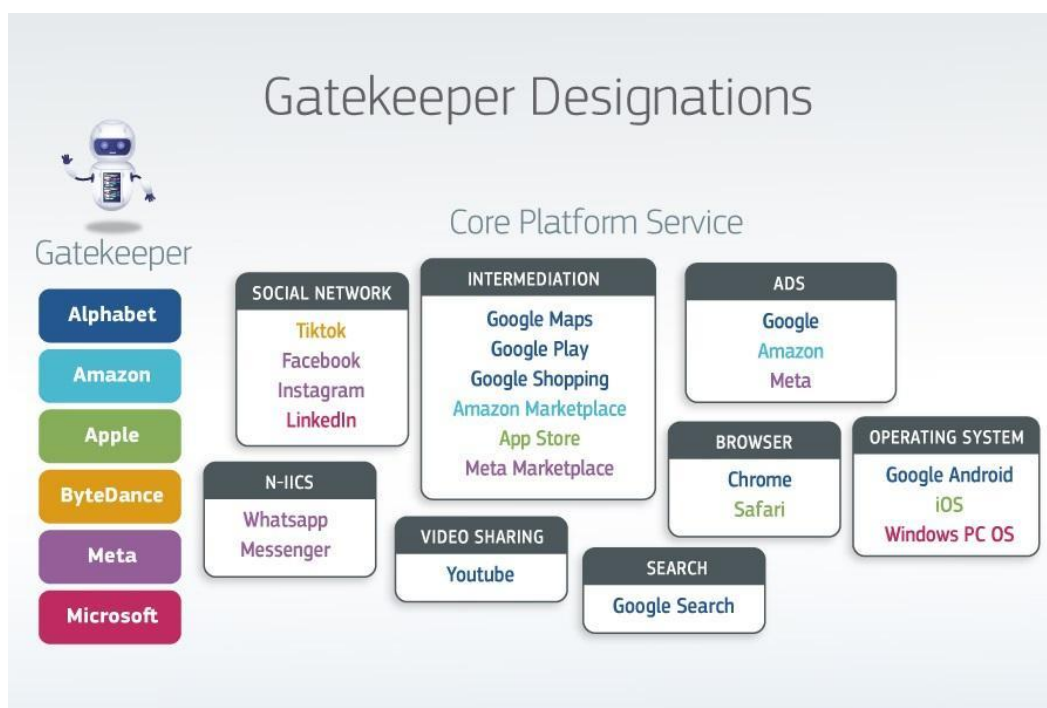 Gatekeeper Designations
Gatekeeper
Alphabet
Amazon
Apple
ByteDance
Meta
Microsoft
Core Platform Service
SOCIAL NETWORK
Tiktok
Facebook
Instagram
LinkedIn
INTERMEDIATION
Google Maps
Google Play
Google Shopping
Amazon Marketplace
App Store
Meta Marketplace
ADS
Google
Amazon
Meta
N-IICS
Whatsapp
Messenger
VIDEO SHARING
Youtube
BROWSER
Chrome
Safari
OPERATING SYSTEM
Google Android
iOS
Windows PC OS
SEARCH
Google Search